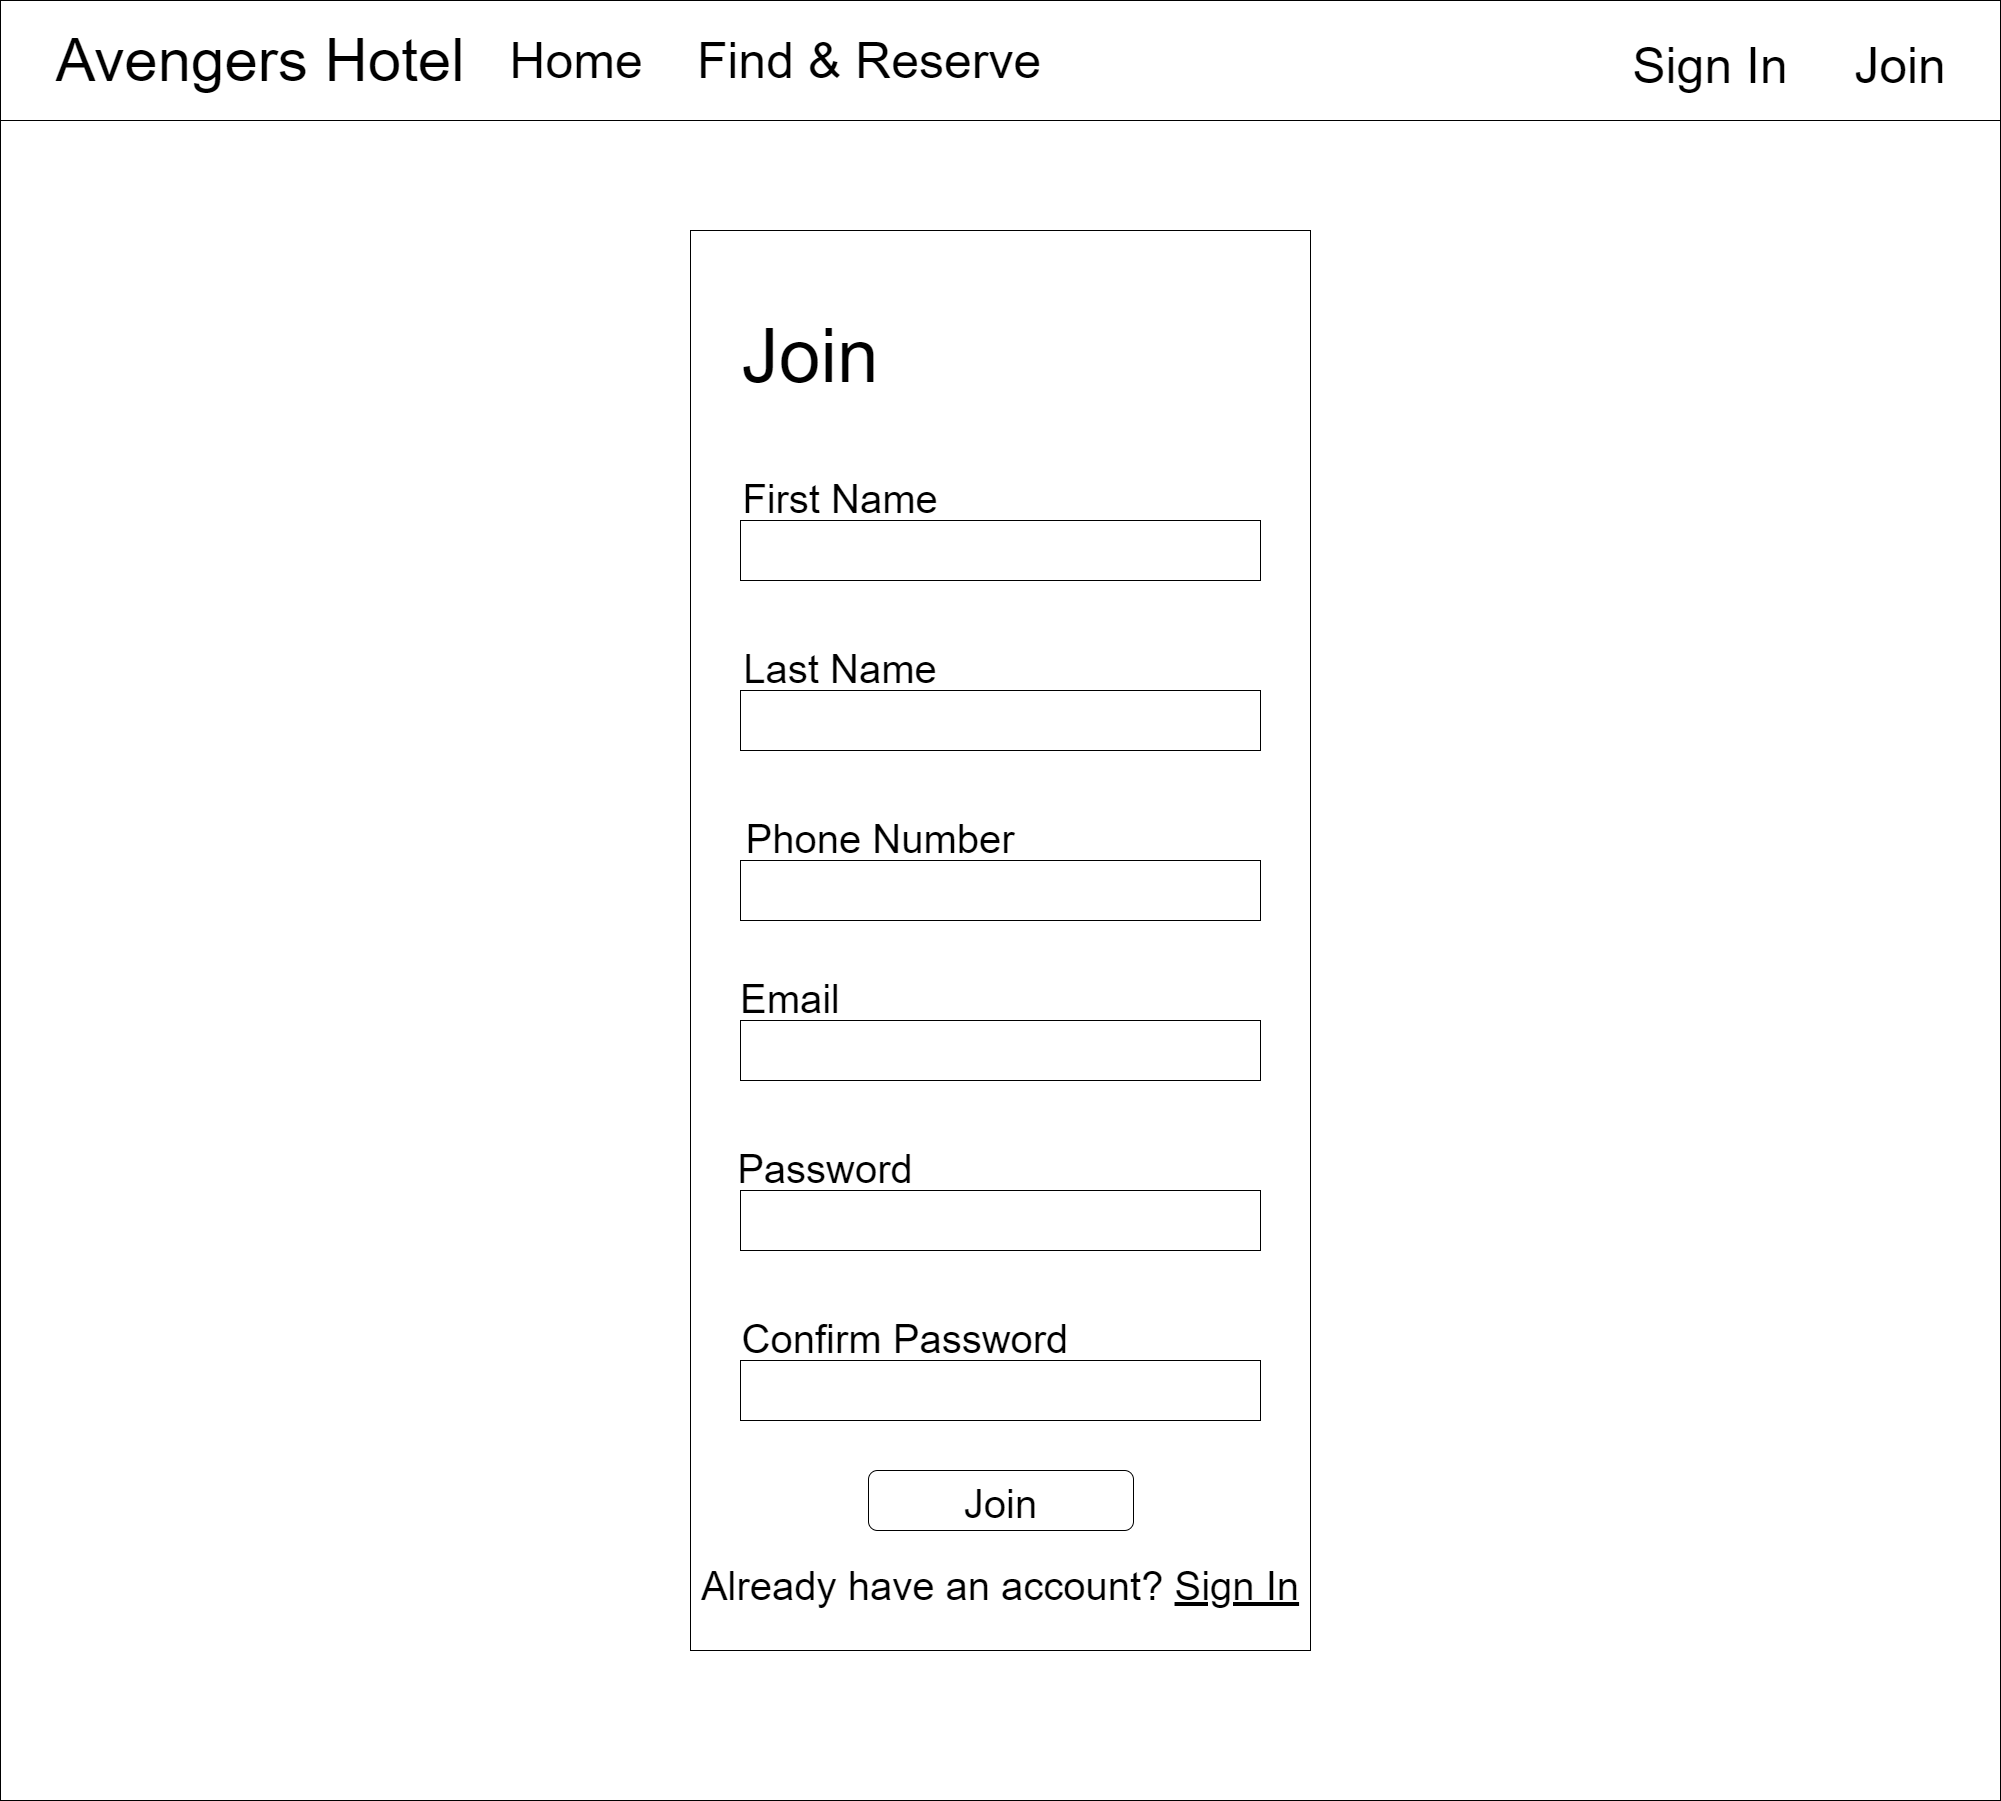 Avengers Hotel Home Find & Reserve Sign In Join
Join
First Name
Last Name
Phone Number
Email
Password
Confirm Password
Join
Already have an account? Sign In